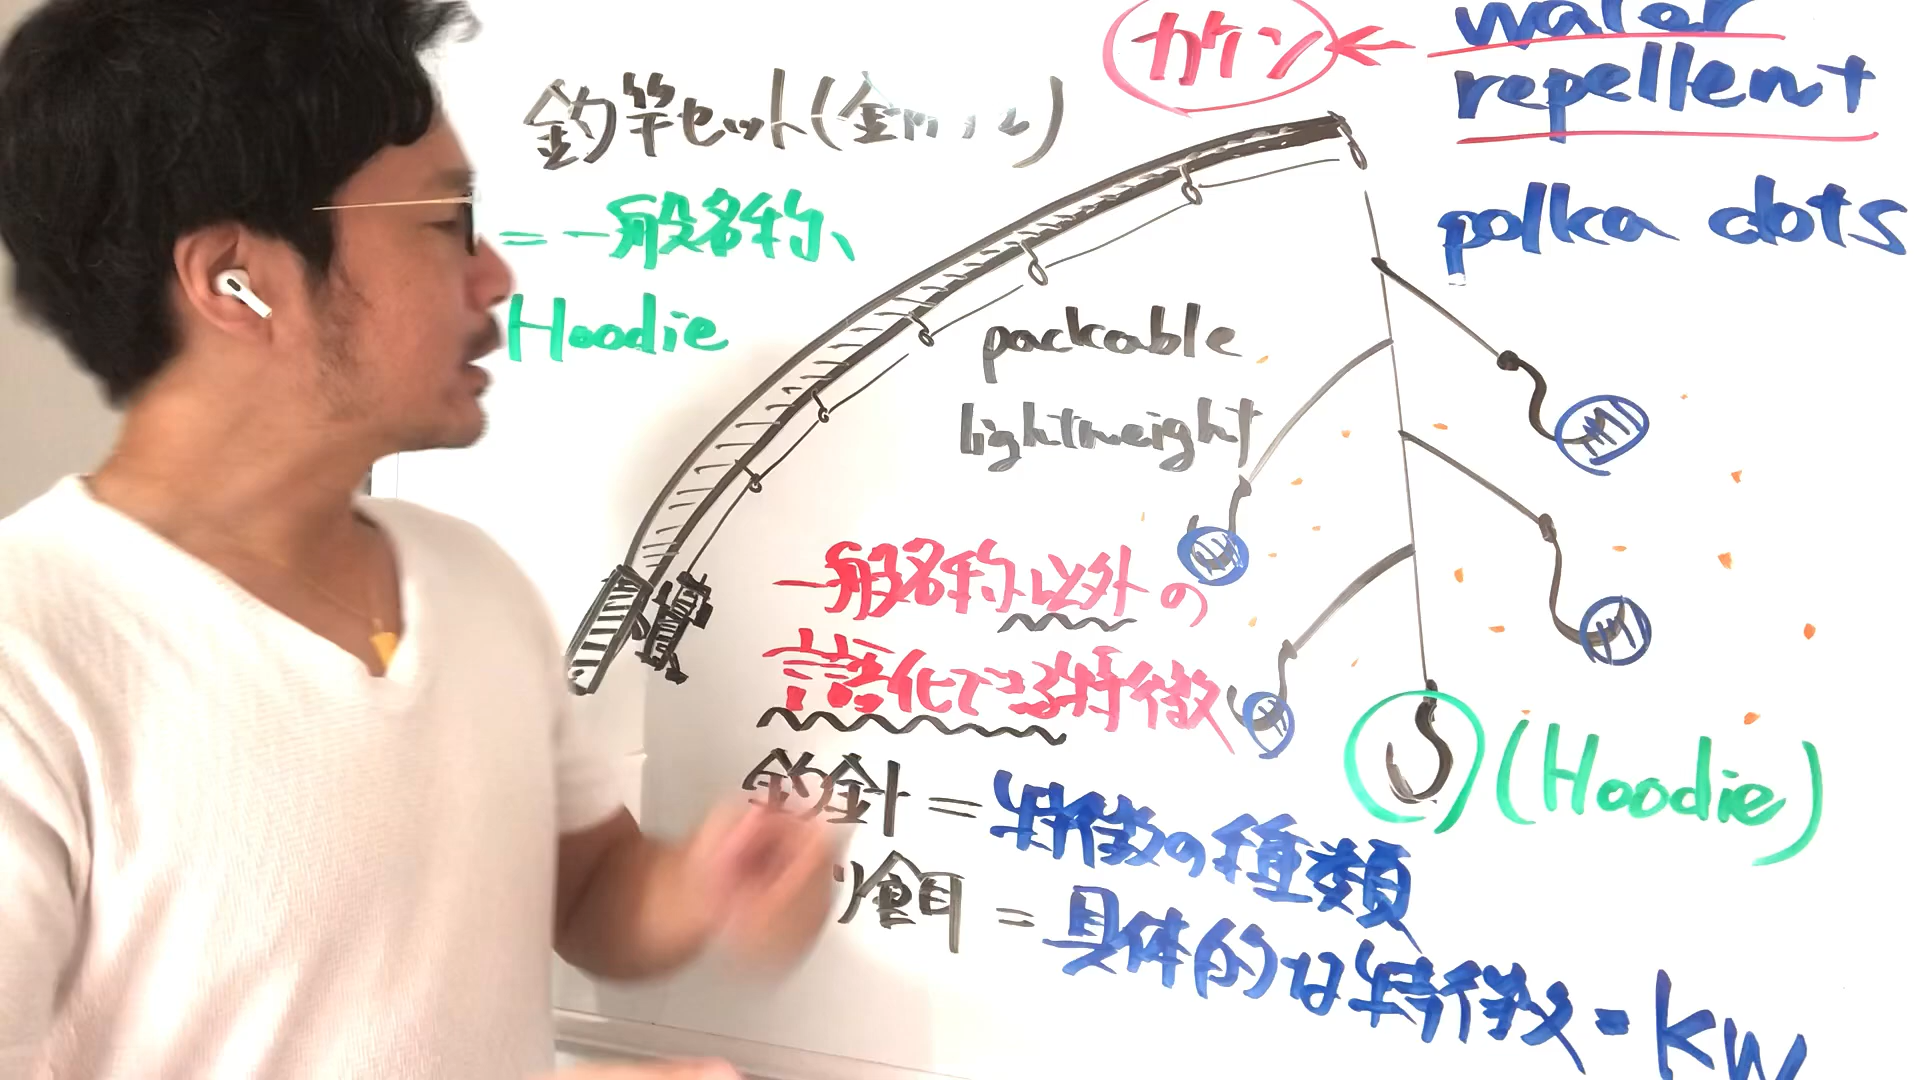 カケン ← water
repellent
釣竿セット(金
polka dots
= 一般名称、
Hoodie
packable
lightweight
一般名称以外の
言語化できる特徴
(Hoodie)
釣針 = 特徴の種類
り餌 = 具体的な特徴 = KW